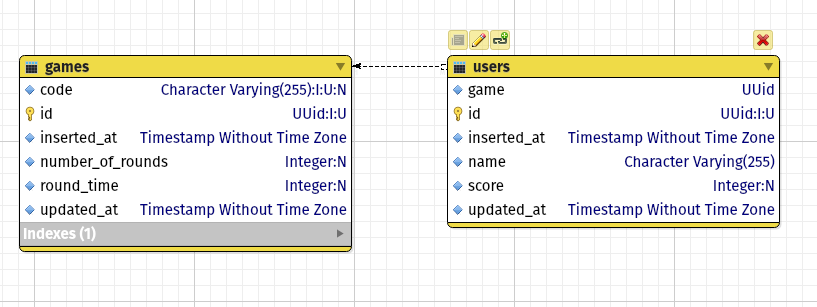 games
code Character Varying(255):I:U:N
id UUid:I:U
inserted_at Timestamp Without Time Zone
number_of_rounds Integer:N
round_time Integer:N
updated_at Timestamp Without Time Zone
Indexes (1)
users
game UUid
id UUid:I:U
inserted_at Timestamp Without Time Zone
name Character Varying(255)
score Integer:N
updated_at Timestamp Without Time Zone